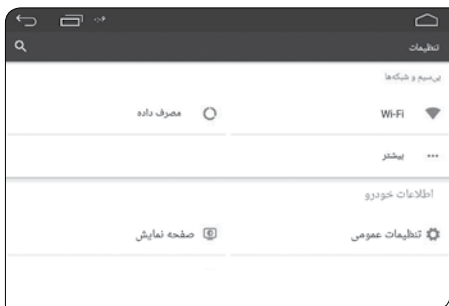 تنظیمات
بی‌سیم و شبکه‌ها
Wi-Fi
مصرف داده
بیشتر
اطلاعات خودرو
تنظیمات عمومی
صفحه نمایش